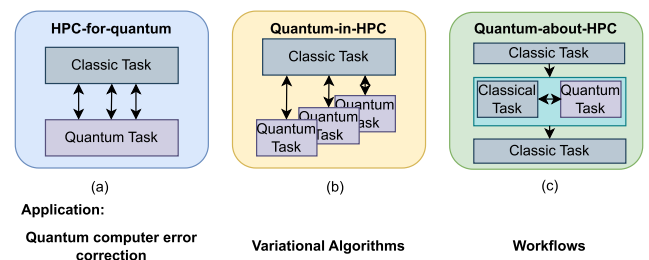 HPC-for-quantum
Classic Task
Quantum Task
(a)
Quantum-in-HPC
Classic Task
Quantum
Task
Quantum
Task
Quantum
Task
(b)
Quantum-about-HPC
Classic Task
Classical
Task
Quantum
Task
Classic Task
(c)
Application:
Quantum computer error
correction
Variational Algorithms
Workflows